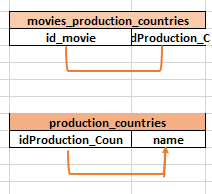 movies_production_countries
id_movie dProduction_C
production_countries
idProduction_Coun name